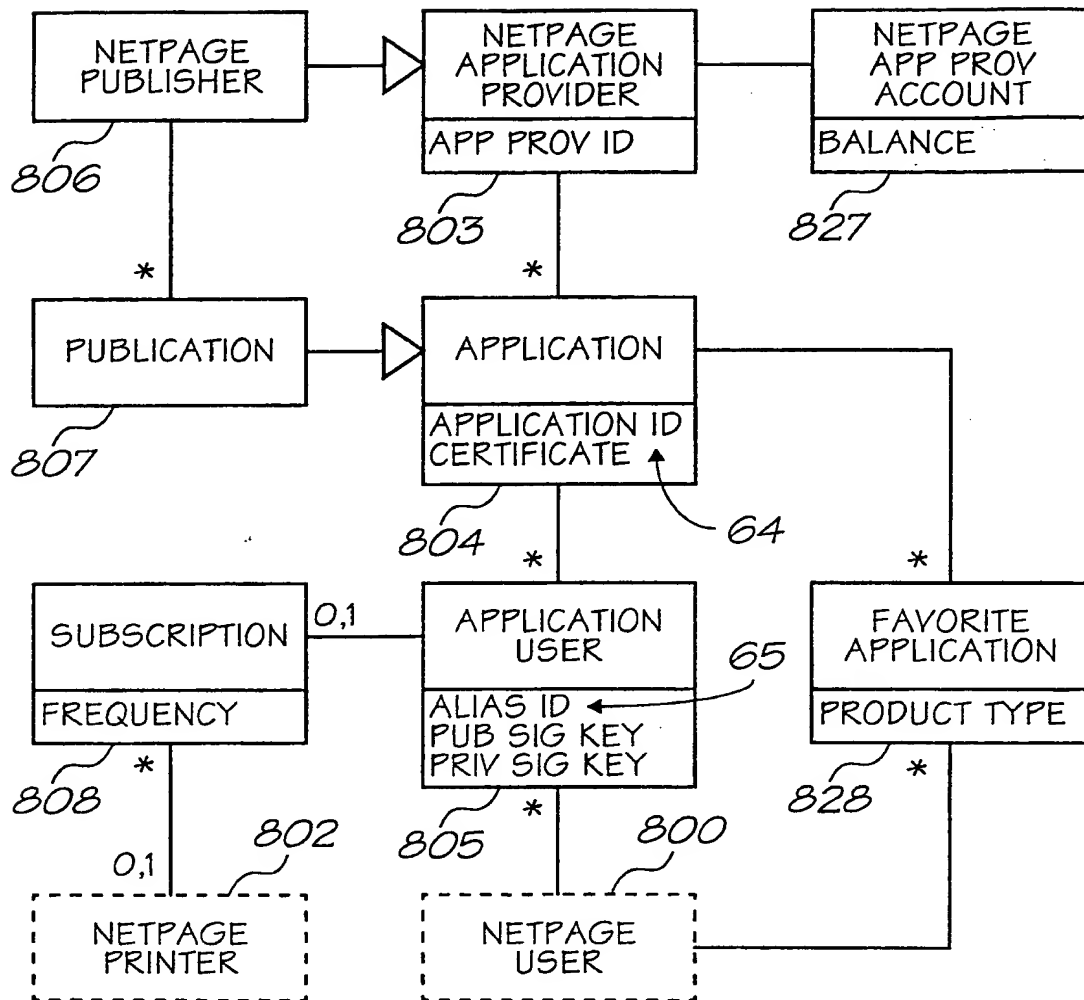 NETPAGE
PUBLISHER
806
NETPAGE
APPLICATION
PROVIDER
APP PROV ID
803
NETPAGE
APP PROV
ACCOUNT
BALANCE
827
*
*
PUBLICATION
807
APPLICATION
APPLICATION ID
CERTIFICATE
804
64
*
*
SUBSCRIPTION
FREQUENCY
808
0,1
APPLICATION
USER
ALIAS ID
PUB SIG KEY
PRIV SIG KEY
805
65
FAVORITE
APPLICATION
PRODUCT TYPE
828
*
*
*
0,1
802
NETPAGE
PRINTER
800
NETPAGE
USER